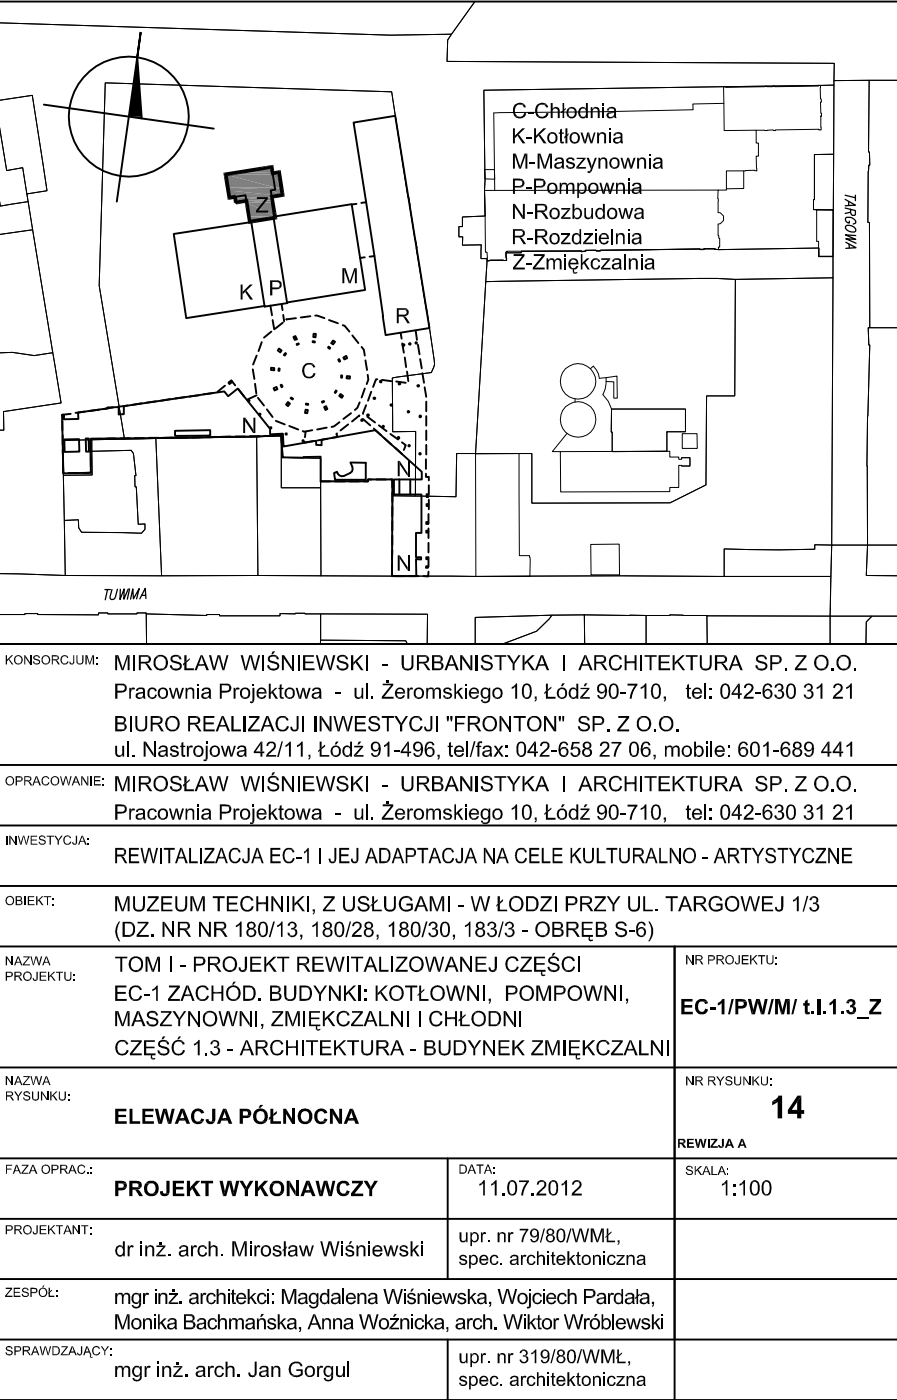 C-Chłodnia
K-Kotłownia
M-Maszynownia
P-Pompownia
N-Rozbudowa
R-Rozdzielnia
Z-Zmiękczalnia
TARGOWA
Z
K
P
M
R
C
N
N
N
TUWIMA
KONSORCJUM: MIROSŁAW WIŚNIEWSKI - URBANISTYKA I ARCHITEKTURA SP. Z O.O.
Pracownia Projektowa - ul. Żeromskiego 10, Łódź 90-710, tel: 042-630 31 21
BIURO REALIZACJI INWESTYCJI "FRONTON" SP. Z O.O.
ul. Nastrojowa 42/11, Łódź 91-496, tel/fax: 042-658 27 06, mobile: 601-689 441
OPRACOWANIE: MIROSŁAW WIŚNIEWSKI - URBANISTYKA I ARCHITEKTURA SP. Z O.O.
Pracownia Projektowa - ul. Żeromskiego 10, Łódź 90-710, tel: 042-630 31 21
INWESTYCJA:
REWITALIZACJA EC-1 I JEJ ADAPTACJA NA CELE KULTURALNO - ARTYSTYCZNE
OBIEKT: MUZEUM TECHNIKI, Z USŁUGAMI - W ŁODZI PRZY UL. TARGOWEJ 1/3
(DZ. NR NR 180/13, 180/28, 180/30, 183/3 - OBRĘB S-6)
NAZWA
PROJEKTU:
TOM I - PROJEKT REWITALIZOWANEJ CZĘŚCI
EC-1 ZACHÓD. BUDYNKI: KOTŁOWNI, POMPOWNI,
MASZYNOWNI, ZMIĘKCZALNI I CHŁODNI
CZĘŚĆ 1.3 - ARCHITEKTURA - BUDYNEK ZMIĘKCZALNI
NR PROJEKTU:
EC-1/PW/M/ t.I.1.3_Z
NAZWA
RYSUNKU:
ELEWACJA PÓŁNOCNA
NR RYSUNKU:
14
REWIZJA A
FAZA OPRAC.:
PROJEKT WYKONAWCZY
DATA:
11.07.2012
SKALA:
1:100
PROJEKTANT:
dr inż. arch. Mirosław Wiśniewski
upr. nr 79/80/WMŁ,
spec. architektoniczna
ZESPÓŁ:
mgr inż. architekci: Magdalena Wiśniewska, Wojciech Pardała,
Monika Bachmańska, Anna Woźnicka, arch. Wiktor Wróblewski
SPRAWDZAJĄCY:
mgr inż. arch. Jan Gorgul
upr. nr 319/80/WMŁ,
spec. architektoniczna